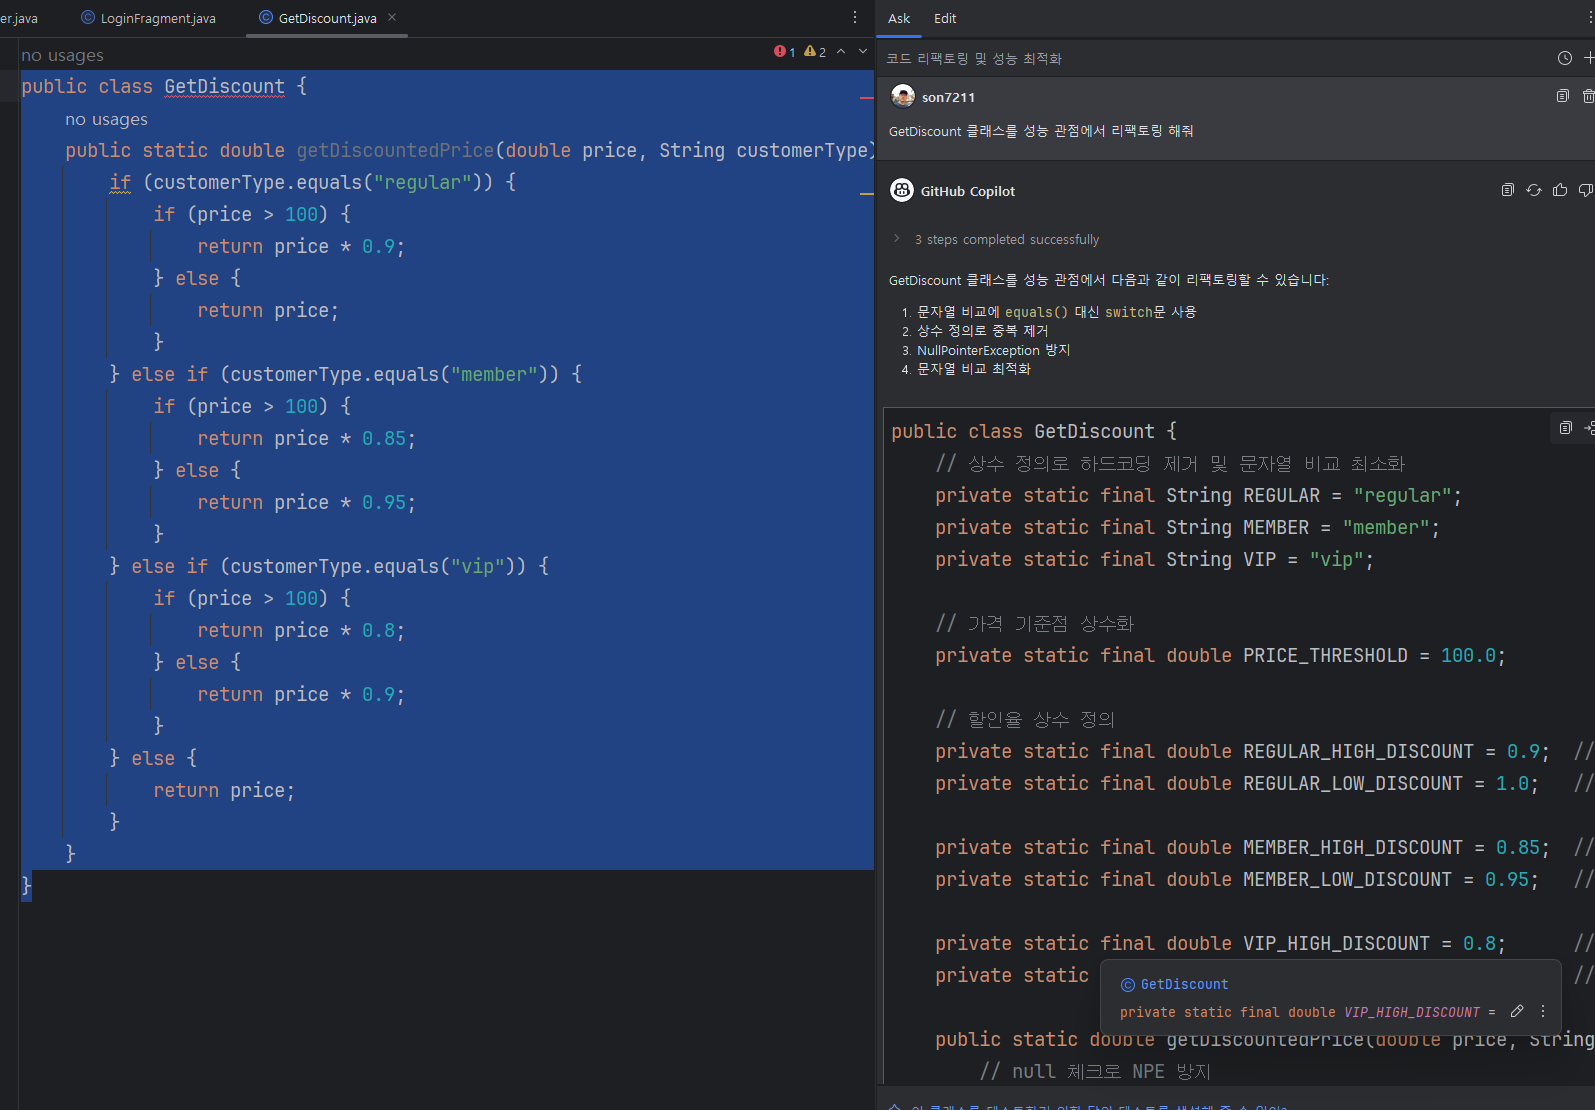 er.java
LoginFragment.java
GetDiscount.java
Ask
Edit
no usages
1
2
public class GetDiscount {
no usages
public static double getDiscountedPrice(double price, String customerType)
if (customerType.equals("regular")) {
if (price > 100) {
return price * 0.9;
} else {
return price;
}
} else if (customerType.equals("member")) {
if (price > 100) {
return price * 0.85;
} else {
return price * 0.95;
}
} else if (customerType.equals("vip")) {
if (price > 100) {
return price * 0.8;
} else {
return price * 0.9;
}
} else {
return price;
}
}
}
코드 리팩토링 및 성능 최적화
son7211
GetDiscount 클래스를 성능 관점에서 리팩토링 해줘
GitHub Copilot
3 steps completed successfully
GetDiscount 클래스를 성능 관점에서 다음과 같이 리팩토링할 수 있습니다:
1. 문자열 비교에 equals() 대신 switch문 사용
2. 상수 정의로 중복 제거
3. NullPointerException 방지
4. 문자열 비교 최적화
public class GetDiscount {
// 상수 정의로 하드코딩 제거 및 문자열 비교 최소화
private static final String REGULAR = "regular";
private static final String MEMBER = "member";
private static final String VIP = "vip";
// 가격 기준점 상수화
private static final double PRICE_THRESHOLD = 100.0;
// 할인율 상수 정의
private static final double REGULAR_HIGH_DISCOUNT = 0.9; //
private static final double REGULAR_LOW_DISCOUNT = 1.0; //
private static final double MEMBER_HIGH_DISCOUNT = 0.85; //
private static final double MEMBER_LOW_DISCOUNT = 0.95; //
private static final double VIP_HIGH_DISCOUNT = 0.8; //
private static //
GetDiscount
private static final double VIP_HIGH_DISCOUNT =
public static double getDiscountedPrice(double price, String
// null 체크로 NPE 방지